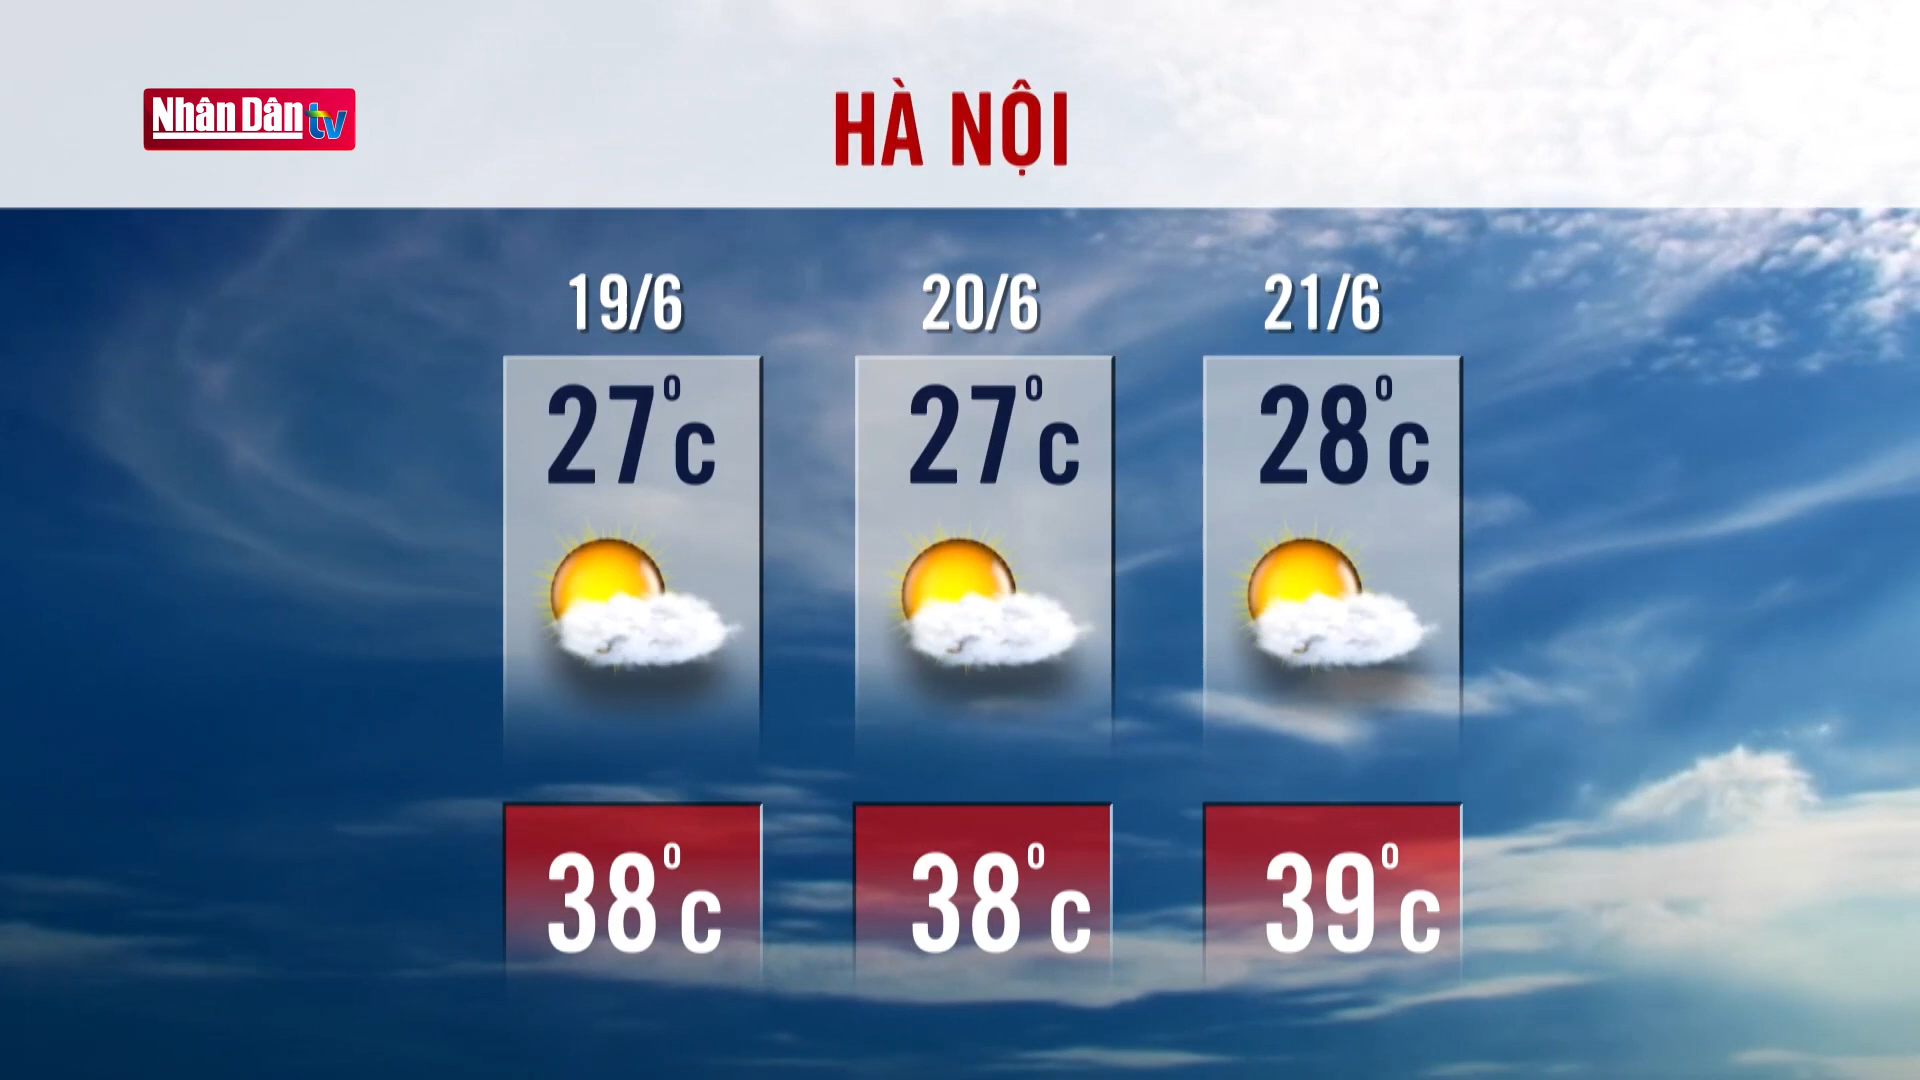 Nhân Dân tv
HÀ NỘI
19/6 20/6 21/6
27°C 27°C 28°C
38°C 38°C 39°C